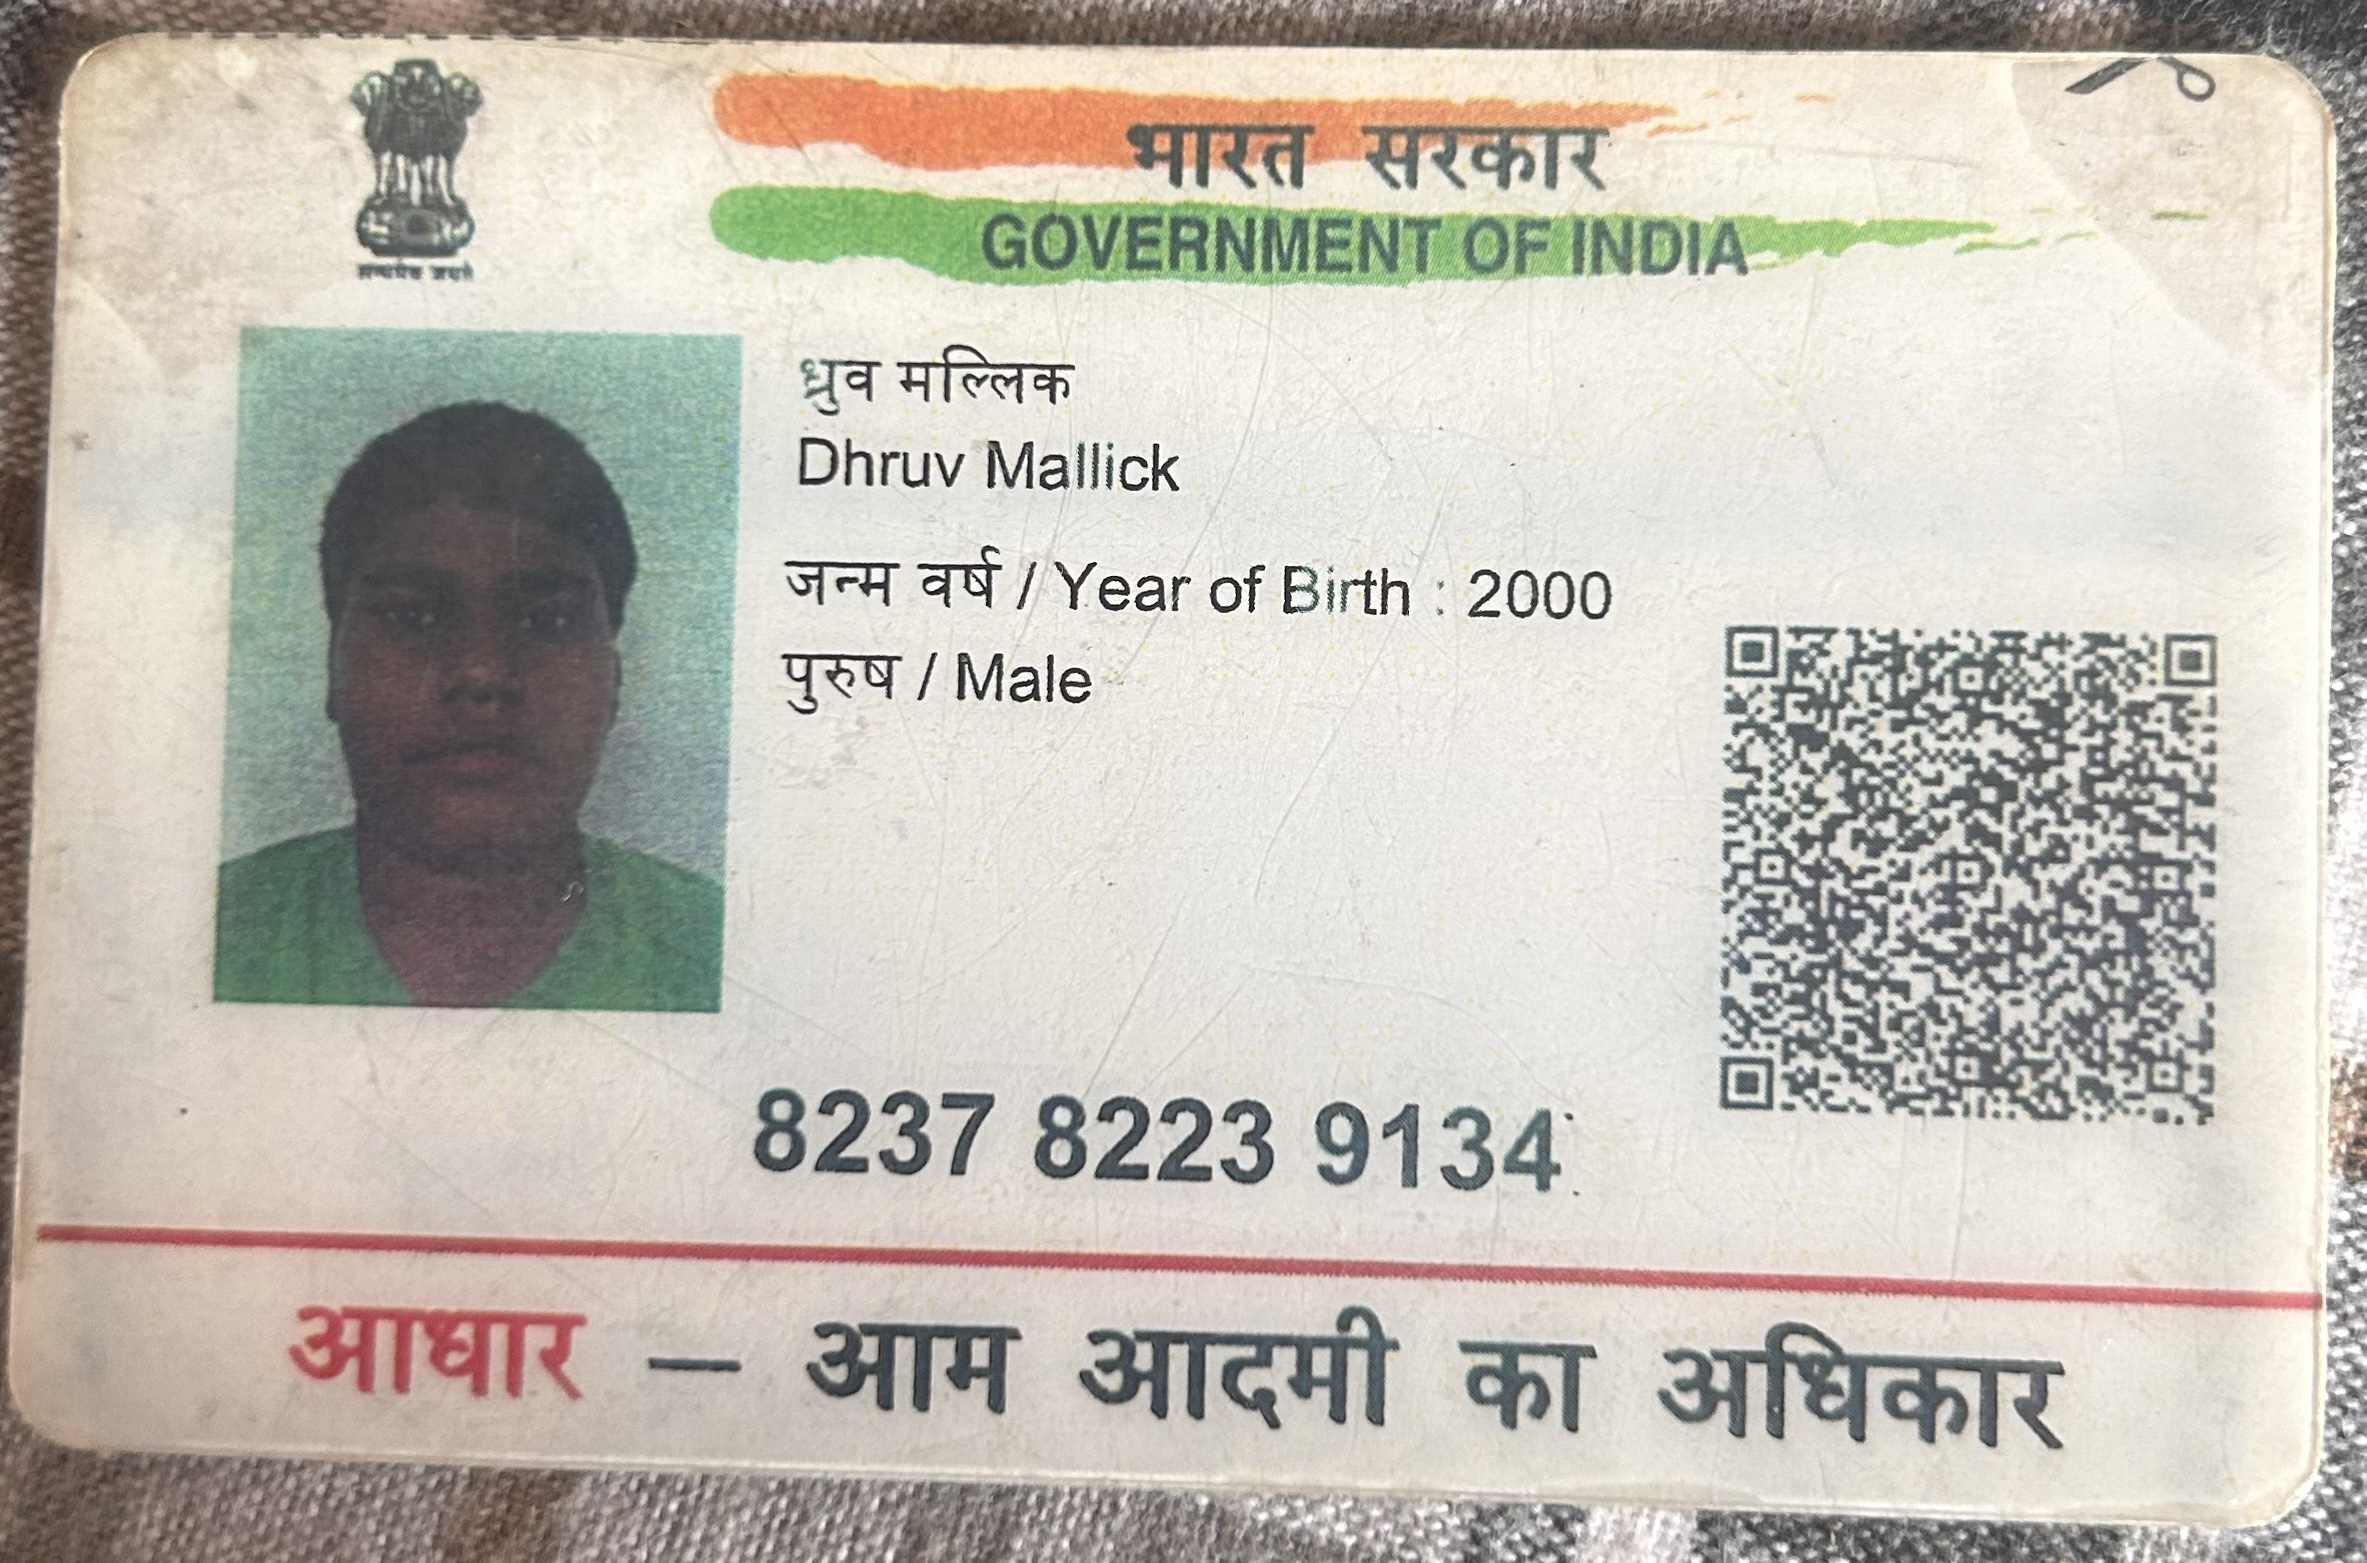 भारत सरकार
GOVERNMENT OF INDIA
सत्यमेव जयते
ध्रुव मल्लिक
Dhruv Mallick
जन्म वर्ष / Year of Birth : 2000
पुरुष / Male
8237 8223 9134
आधार — आम आदमी का अधिकार